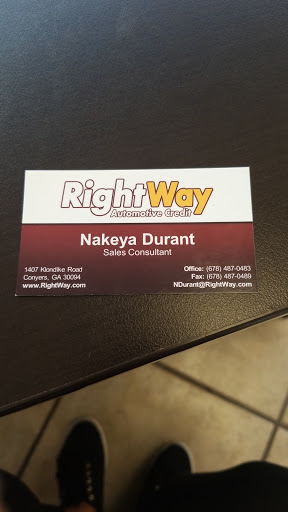 RightWay
Automotive Credit
Nakeya Durant
Sales Consultant
1407 Klondike Road
Conyers, GA 30094
www.RightWay.com
Office: (678) 487-0483
Fax: (678) 487-0489
NDurant@RightWay.com